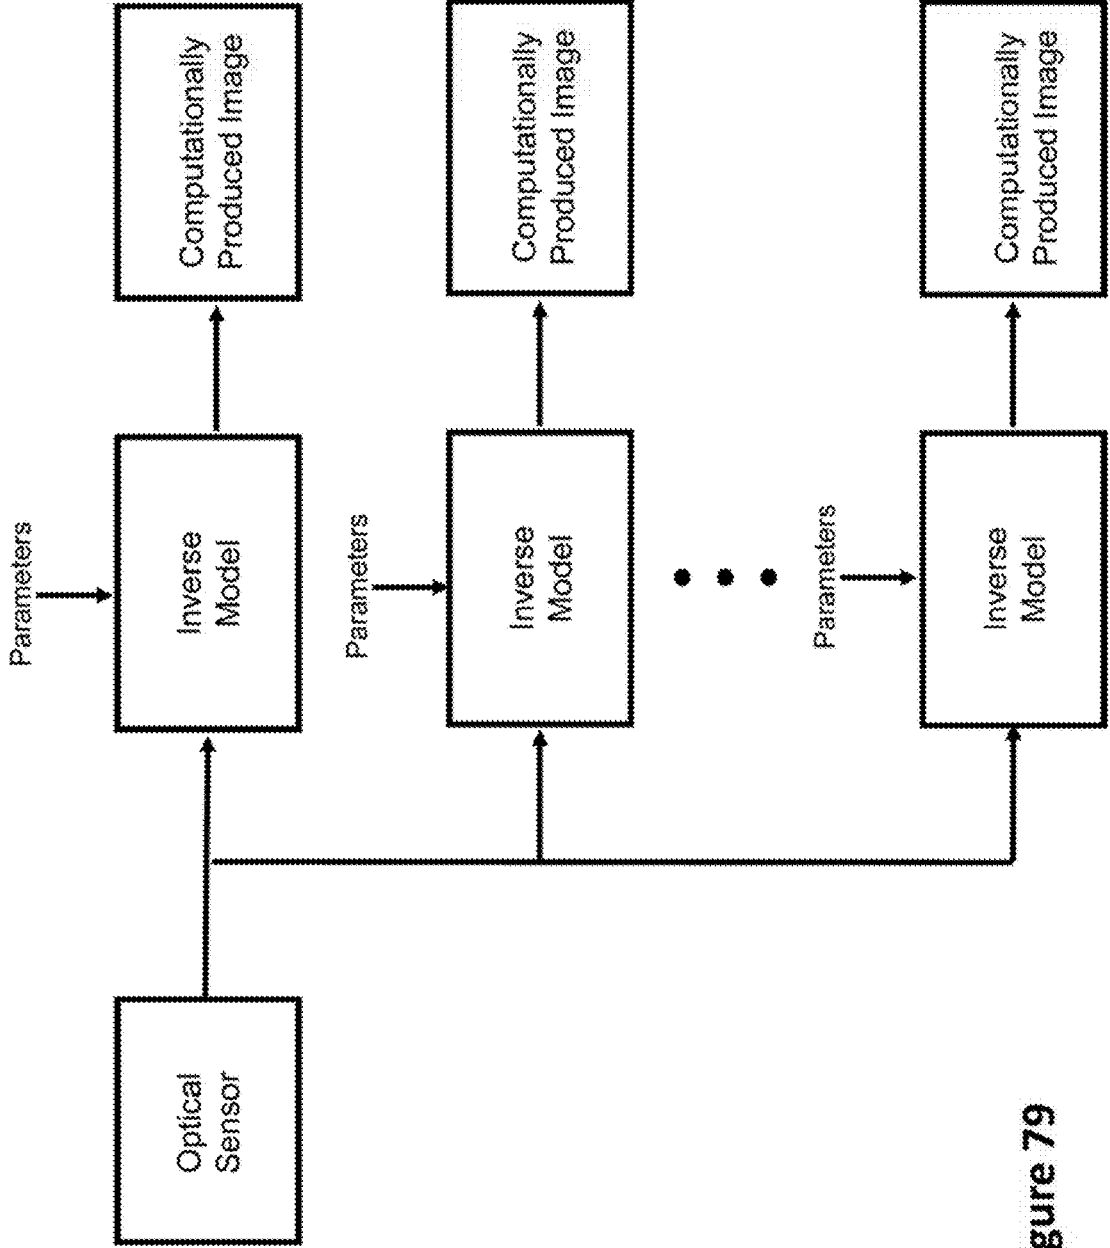 Parameters
Optical
Sensor
Inverse
Model
Computationally
Produced Image
Parameters
Inverse
Model
Computationally
Produced Image
Parameters
Inverse
Model
Computationally
Produced Image
gure 79